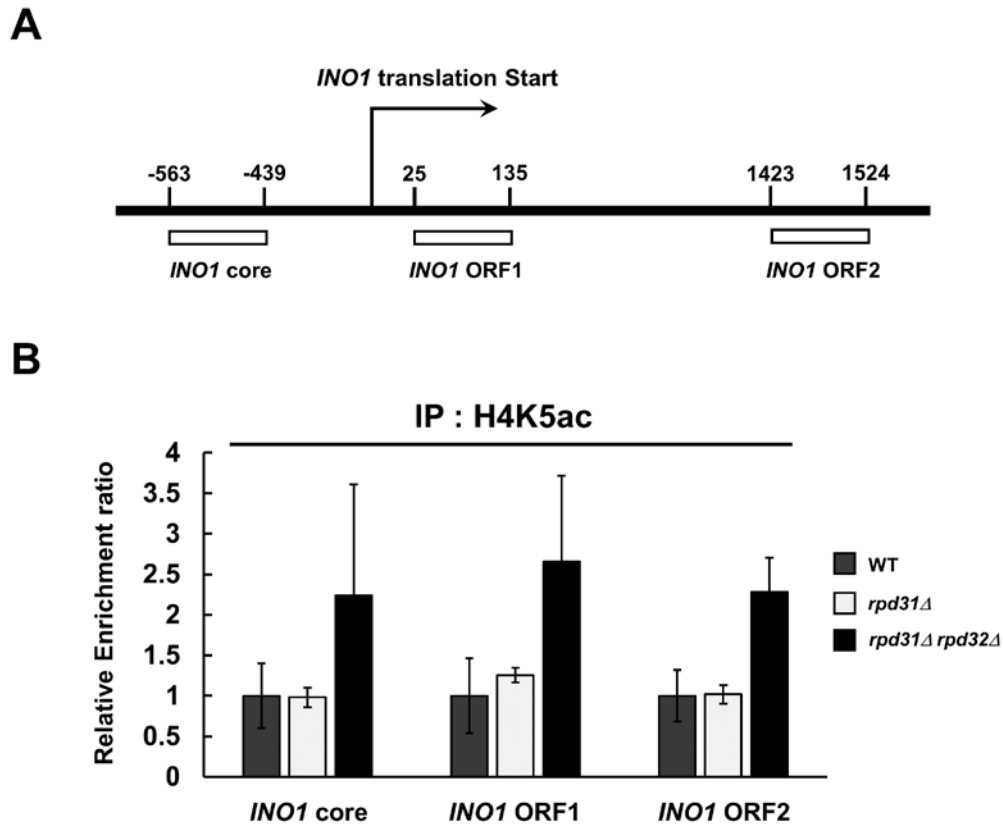 A
INO1 translation Start
-563 -439 25 135 1423 1524
INO1 core INO1 ORF1 INO1 ORF2
B
IP : H4K5ac
Relative Enrichment ratio
4
3.5
3
2.5
2
1.5
1
0.5
0
WT
rpd31Δ
rpd31Δ rpd32Δ
INO1 core INO1 ORF1 INO1 ORF2